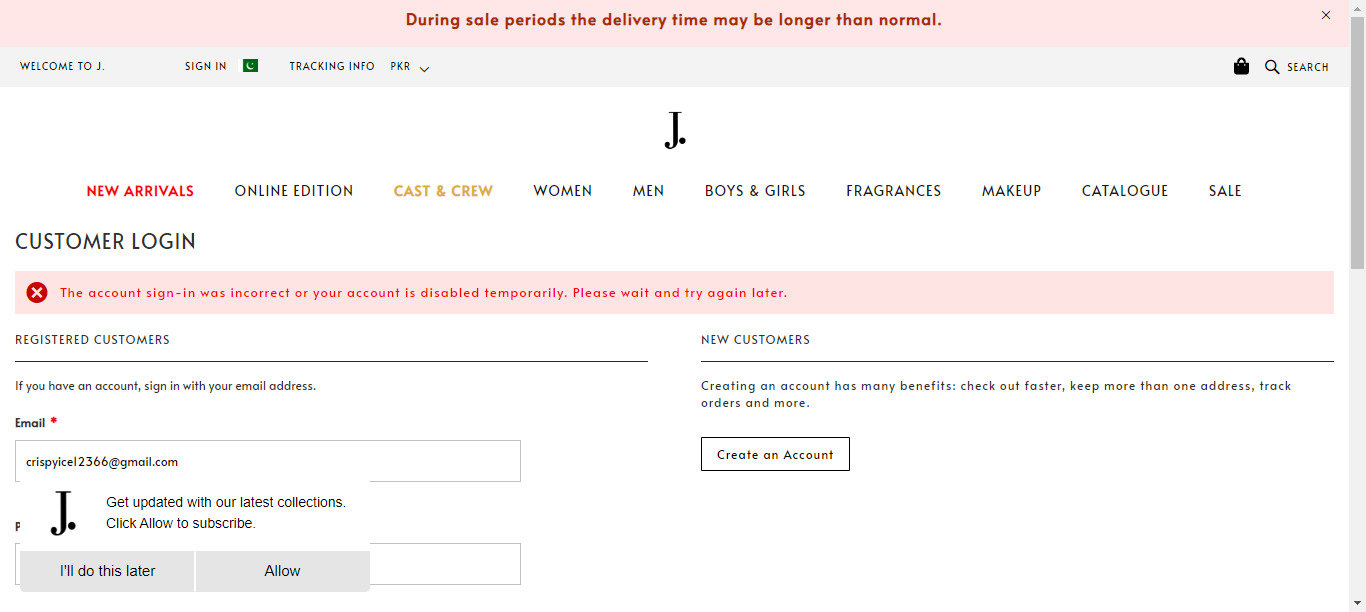 During sale periods the delivery time may be longer than normal.
WELCOME TO J.
SIGN IN
TRACKING INFO
PKR
SEARCH
J.
NEW ARRIVALS
ONLINE EDITION
CAST & CREW
WOMEN
MEN
BOYS & GIRLS
FRAGRANCES
MAKEUP
CATALOGUE
SALE
CUSTOMER LOGIN
The account sign-in was incorrect or your account is disabled temporarily. Please wait and try again later.
REGISTERED CUSTOMERS
If you have an account, sign in with your email address.
Email *
crispyice12366@gmail.com
J.
Get updated with our latest collections.
Click Allow to subscribe.
P
I'll do this later
Allow
NEW CUSTOMERS
Creating an account has many benefits: check out faster, keep more than one address, track
orders and more.
Create an Account